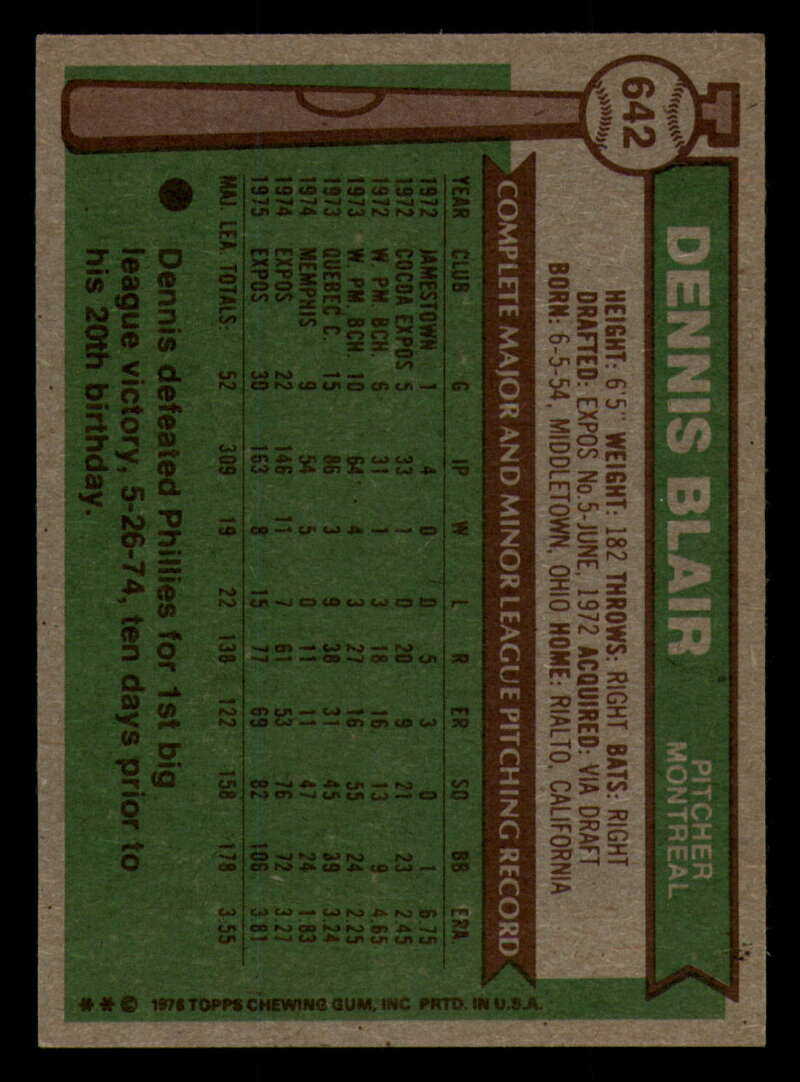 642
DENNIS BLAIR
PITCHER
MONTREAL
HEIGHT: 6'5" WEIGHT: 182 THROWS: RIGHT BATS: RIGHT
DRAFTED: EXPOS No.5-JUNE, 1972 ACQUIRED: VIA DRAFT
BORN: 6-5-54, MIDDLETOWN, OHIO HOME: RIALTO, CALIFORNIA
COMPLETE MAJOR AND MINOR LEAGUE PITCHING RECORD
YEAR CLUB G IP W L R ER SO BB ERA
1972 JAMESTOWN 1 4 0 0 5 3 0 1 6.75
1972 COCOA EXPOS 5 33 1 0 20 9 21 23 2.45
1972 W. PM. BCH. 6 31 1 3 18 16 13 9 4.65
1973 W. PM. BCH. 10 64 4 3 27 16 55 24 2.25
1973 QUEBEC C. 15 86 3 9 38 31 45 39 3.24
1974 MEMPHIS 9 54 5 0 11 11 47 24 1.83
1974 EXPOS 22 146 11 7 61 53 76 72 3.27
1975 EXPOS 30 163 8 15 77 69 82 106 3.81
MAJ. LEA. TOTALS. 52 309 19 22 138 122 158 178 3.55
Dennis defeated Phillies for 1st big
league victory, 5-26-74, ten days prior to
his 20th birthday.
* * © 1976 TOPPS CHEWING GUM, INC. PRTD. IN U.S.A.